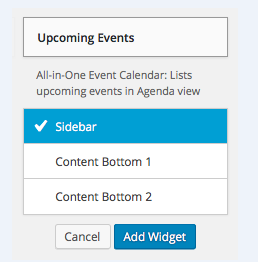 Upcoming Events
All-in-One Event Calendar: Lists
upcoming events in Agenda view
Sidebar
Content Bottom 1
Content Bottom 2
Cancel Add Widget